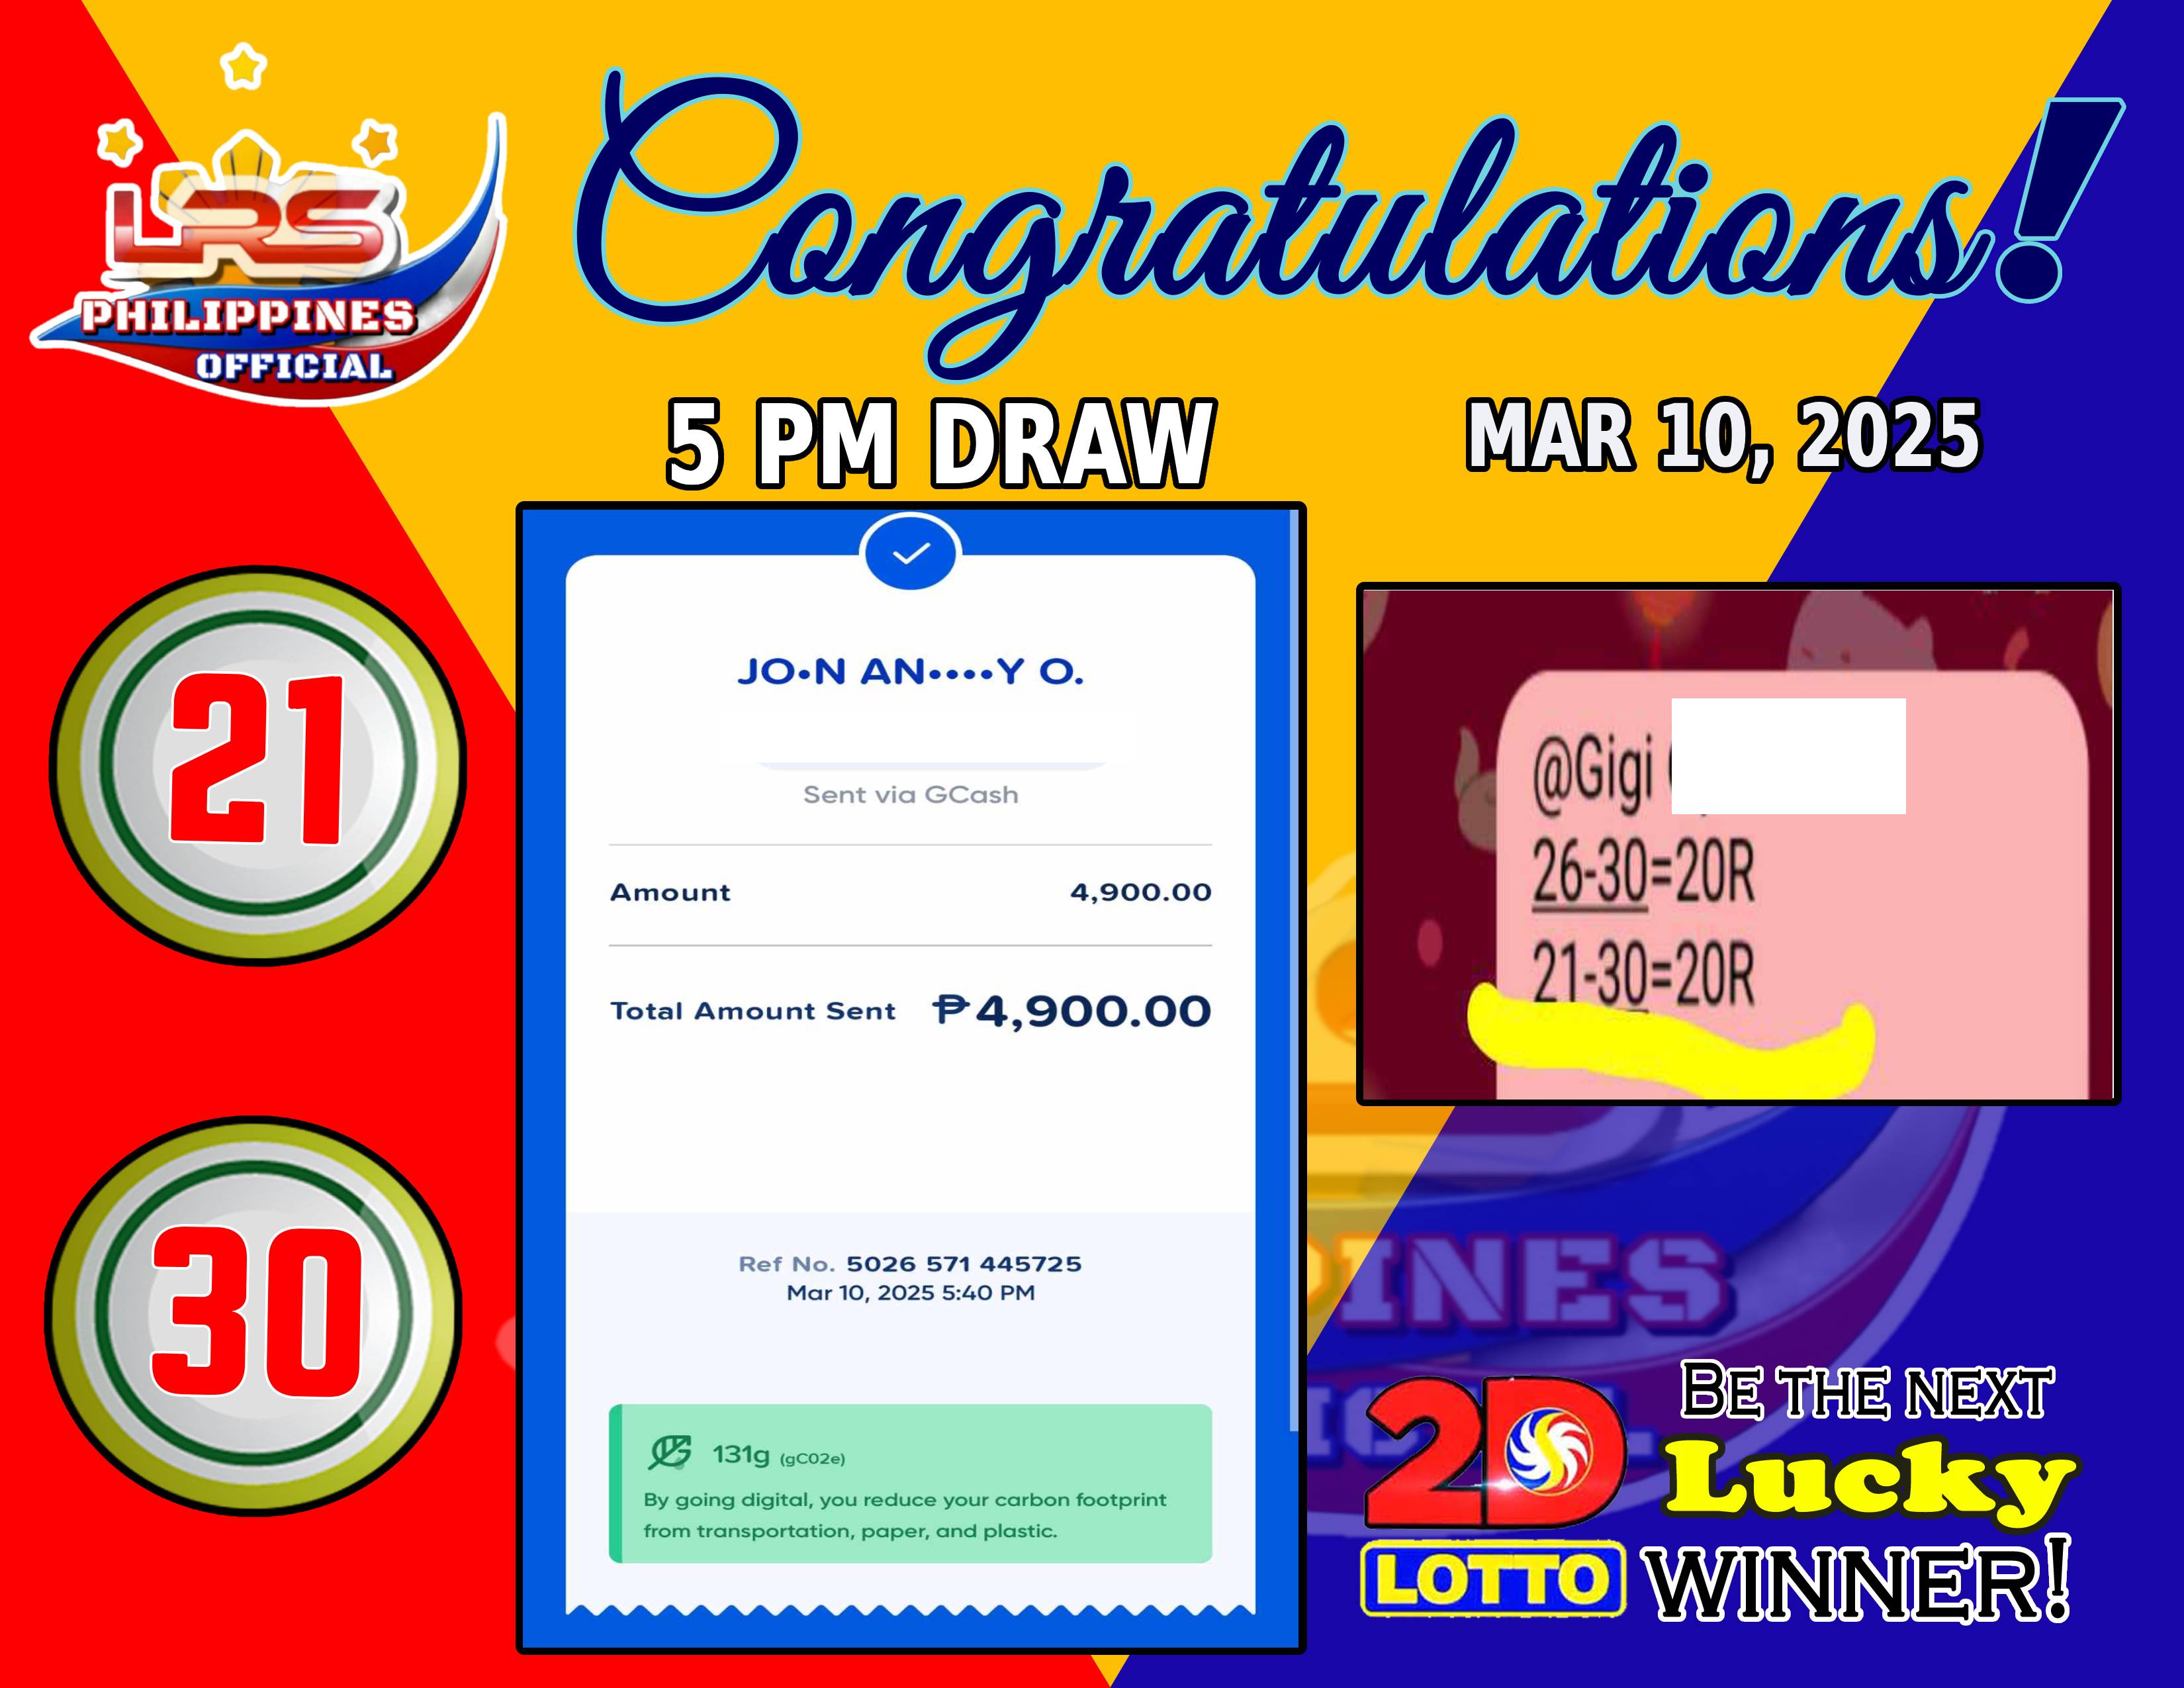 LRS
PHILIPPINES
OFFICIAL
Congratulations!
5 PM DRAW
MAR 10, 2025
21
30
JO•N AN••••Y O.
Sent via GCash
Amount 4,900.00
Total Amount Sent ₱4,900.00
Ref No. 5026 571 445725
Mar 10, 2025 5:40 PM
131g (gC02e)
By going digital, you reduce your carbon footprint
from transportation, paper, and plastic.
@Gigi
26-30=20R
21-30=20R
PINES
2D
LOTTO
BE THE NEXT
Lucky
WINNER!